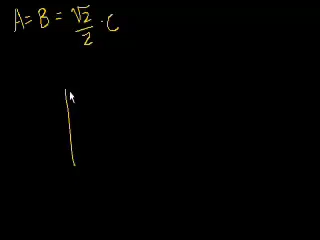 A = B = √2/2 · C